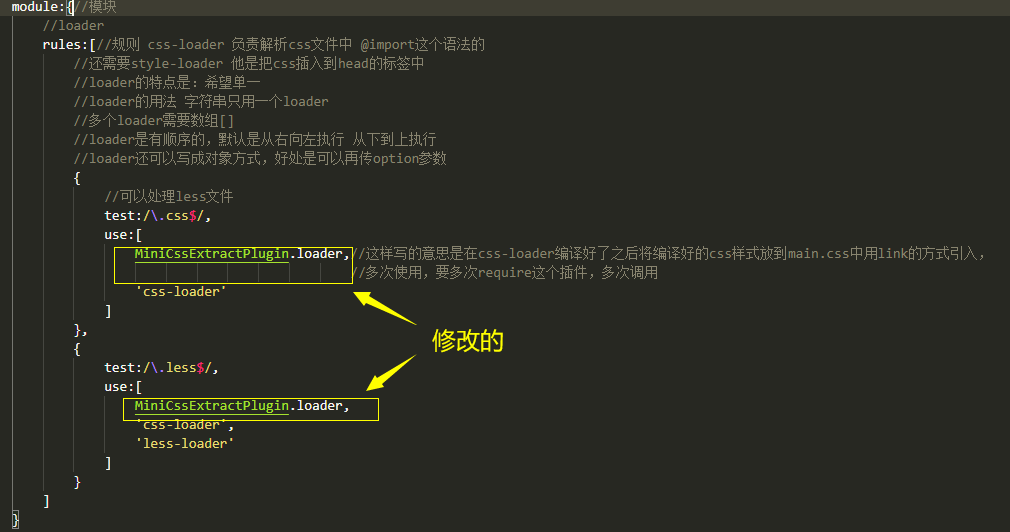 module:{//模块
//loader
rules:[//规则 css-loader 负责解析css文件中 @import这个语法的
//还需要style-loader 他是把css插入到head的标签中
//loader的特点是: 希望单一
//loader的用法 字符串只用一个loader
//多个loader需要数组[]
//loader是有顺序的，默认是从右向左执行 从下到上执行
//loader还可以写成对象方式，好处是可以再传option参数
{
//可以处理less文件
test:/\.css$/,
use:[
MiniCssExtractPlugin.loader,//这样写的意思是在css-loader编译好了之后将编译好的css样式放到main.css中用link的方式引入，
//多次使用，要多次require这个插件，多次调用
'css-loader'
]
},
修改的
{
test:/\.less$/,
use:[
MiniCssExtractPlugin.loader,
'css-loader',
'less-loader'
]
}
]
}